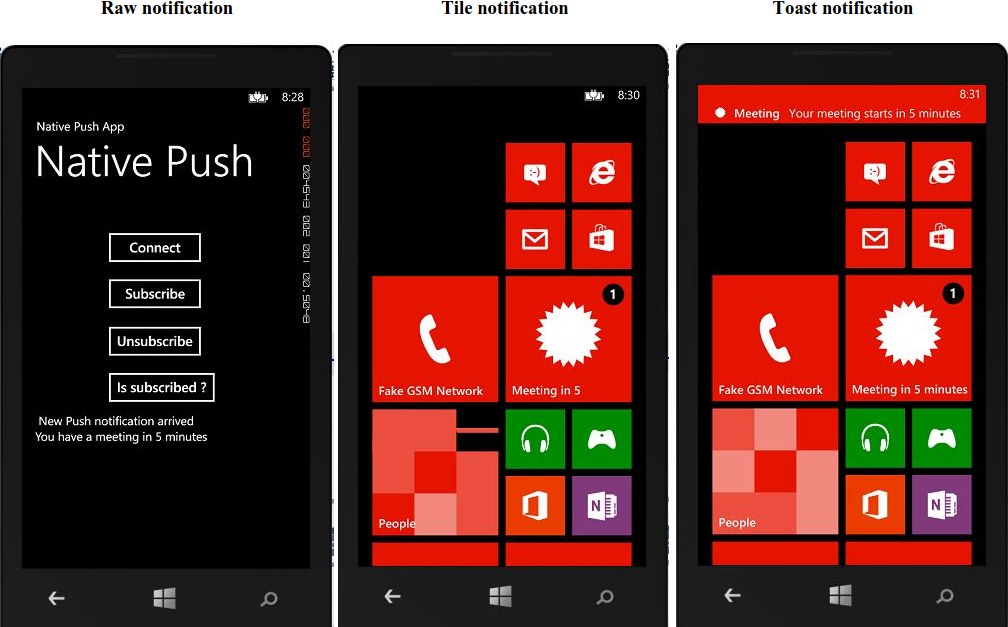 Raw notification
Tile notification
Toast notification
8:28
Native Push App
Native Push
Connect
Subscribe
Unsubscribe
Is subscribed ?
New Push notification arrived
You have a meeting in 5 minutes
8:30
:-)
1
Fake GSM Network
Meeting in 5
People
N
8:31
Meeting Your meeting starts in 5 minutes
:-)
1
Fake GSM Network
Meeting in 5 minutes
People
N